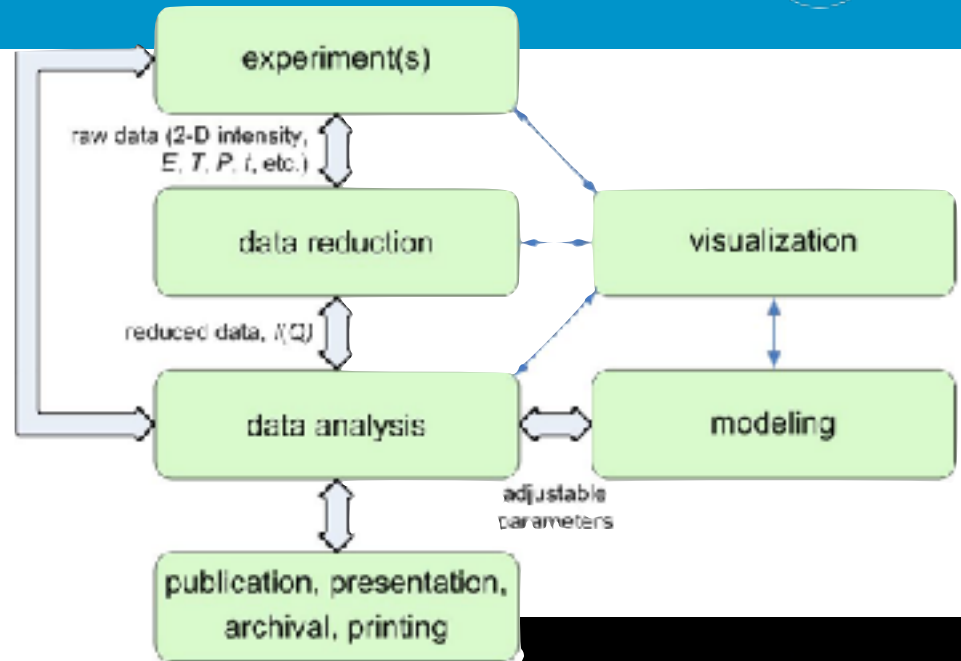 experiment(s)
raw data (2-D intensity,
E, T, P, t, etc.)
data reduction
visualization
reduced data, I(Q)
data analysis
modeling
adjustable
parameters
publication, presentation,
archival, printing